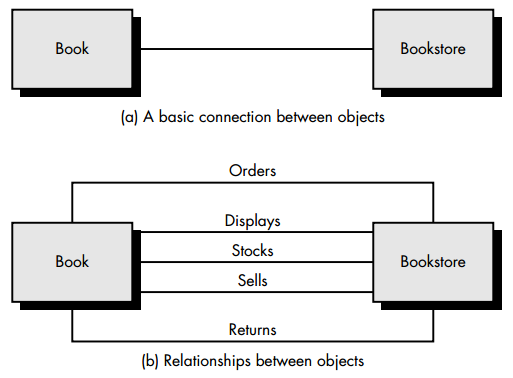 Book
Bookstore
(a) A basic connection between objects
Orders
Displays
Book
Stocks
Bookstore
Sells
Returns
(b) Relationships between objects